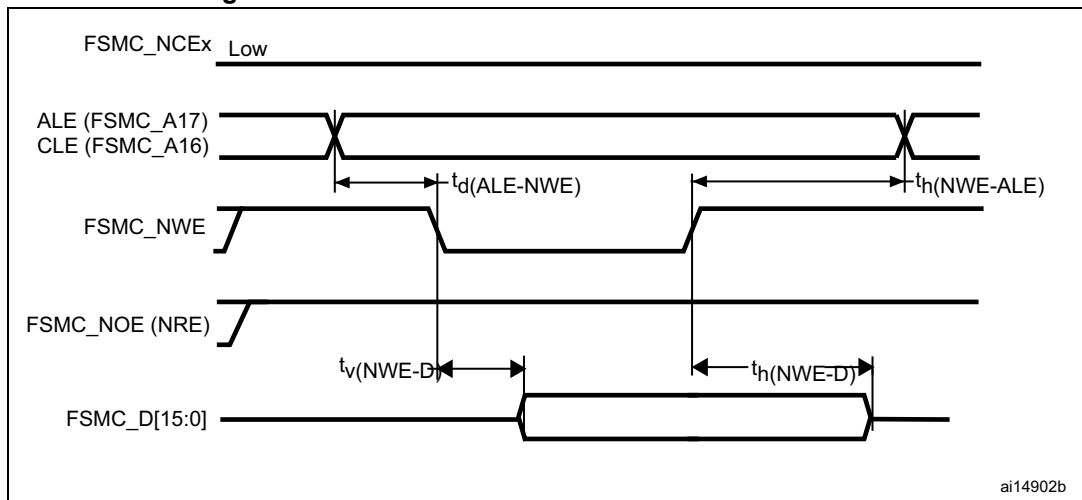 FSMC_NCEx Low
ALE (FSMC_A17)
CLE (FSMC_A16)
td(ALE-NWE)
th(NWE-ALE)
FSMC_NWE
FSMC_NOE (NRE)
tv(NWE-D)
th(NWE-D)
FSMC_D[15:0]
ai14902b